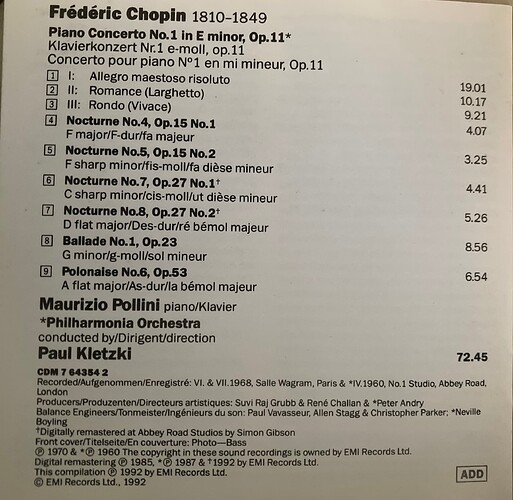 Frédéric Chopin 1810–1849
Piano Concerto No.1 in E minor, Op.11*
Klavierkonzert Nr.1 e-moll, op.11
Concerto pour piano Nº1 en mi mineur, Op.11
1 I: Allegro maestoso risoluto 19.01
2 II: Romance (Larghetto) 10.17
3 III: Rondo (Vivace) 9.21
4 Nocturne No.4, Op.15 No.1 4.07
F major/F-dur/fa majeur
5 Nocturne No.5, Op.15 No.2 3.25
F sharp minor/fis-moll/fa dièse mineur
6 Nocturne No.7, Op.27 No.1† 4.41
C sharp minor/cis-moll/ut dièse mineur
7 Nocturne No.8, Op.27 No.2† 5.26
D flat major/Des-dur/ré bémol majeur
8 Ballade No.1, Op.23 8.56
G minor/g-moll/sol mineur
9 Polonaise No.6, Op.53 6.54
A flat major/As-dur/la bémol majeur
Maurizio Pollini piano/Klavier
*Philharmonia Orchestra
conducted by/Dirigent/direction
Paul Kletzki 72.45
CDM 7 64354 2
Recorded/Aufgenommen/Enregistré: VI. & VII.1968, Salle Wagram, Paris & *IV.1960, No.1 Studio, Abbey Road,
London
Producers/Produzenten/Directeurs artistiques: Suvi Raj Grubb & René Challan & *Peter Andry
Balance Engineers/Tonmeister/Ingénieurs du son: Paul Vavasseur, Allen Stagg & Christopher Parker; *Neville
Boyling
†Digitally remastered at Abbey Road Studios by Simon Gibson
Front cover/Titelseite/En couverture: Photo—Bass
℗ 1970 & *1960 The copyright in these sound recordings is owned by EMI Records Ltd.
Digital remastering ℗ 1985, *℗ 1987 & †1992 by EMI Records Ltd.
This compilation ℗ 1992 by EMI Records Ltd.
© EMI Records Ltd., 1992
ADD